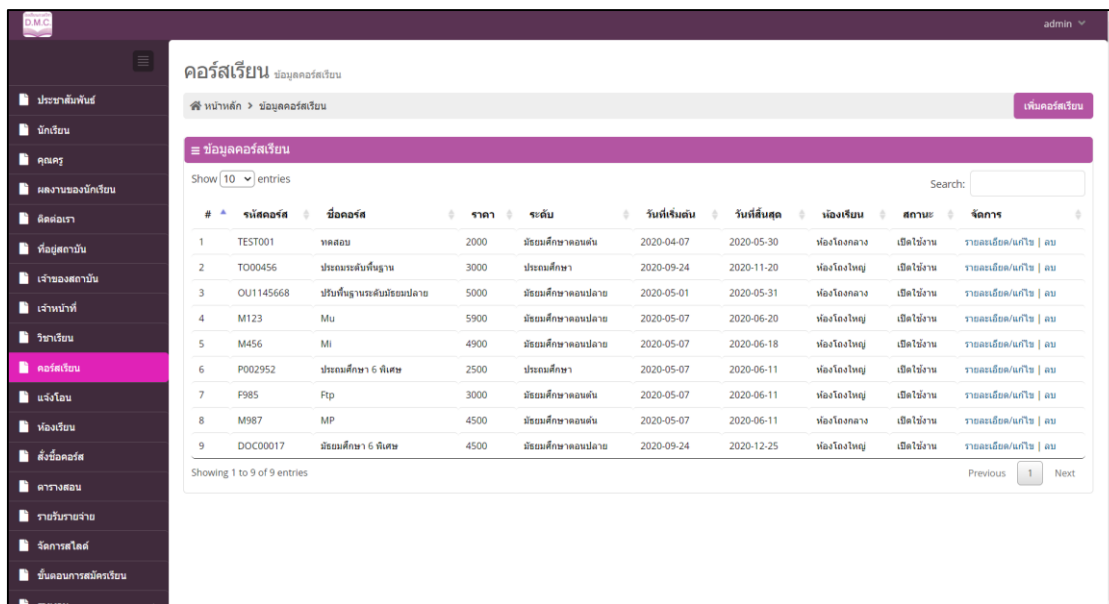 D.M.C.
admin
ประชาสัมพันธ์
นักเรียน
คุณครู
ผลงานของนักเรียน
ติดต่อเรา
ที่อยู่สถาบัน
เจ้าของสถาบัน
เจ้าหน้าที่
วิชาเรียน
คอร์สเรียน
แจ้งโอน
ห้องเรียน
สั่งซื้อคอร์ส
ตารางสอน
รายรับรายจ่าย
จัดการสไลด์
ขั้นตอนการสมัครเรียน
คอร์สเรียน ข้อมูลคอร์สเรียน
หน้าหลัก > ข้อมูลคอร์สเรียน เพิ่มคอร์สเรียน
ข้อมูลคอร์สเรียน
Show 10 entries Search:
# รหัสคอร์ส ชื่อคอร์ส ราคา ระดับ วันที่เริ่มต้น วันที่สิ้นสุด ห้องเรียน สถานะ จัดการ
1 TEST001 ทดสอบ 2000 มัธยมศึกษาตอนต้น 2020-04-07 2020-05-30 ห้องโถงกลาง เปิดใช้งาน รายละเอียด/แก้ไข | ลบ
2 TO00456 ประถมระดับพื้นฐาน 3000 ประถมศึกษา 2020-09-24 2020-11-20 ห้องโถงใหญ่ เปิดใช้งาน รายละเอียด/แก้ไข | ลบ
3 OU1145668 ปรับพื้นฐานระดับมัธยมปลาย 5000 มัธยมศึกษาตอนปลาย 2020-05-01 2020-05-31 ห้องโถงกลาง เปิดใช้งาน รายละเอียด/แก้ไข | ลบ
4 M123 Mu 5900 มัธยมศึกษาตอนปลาย 2020-05-07 2020-06-20 ห้องโถงใหญ่ เปิดใช้งาน รายละเอียด/แก้ไข | ลบ
5 M456 Mi 4900 มัธยมศึกษาตอนปลาย 2020-05-07 2020-06-18 ห้องโถงใหญ่ เปิดใช้งาน รายละเอียด/แก้ไข | ลบ
6 P002952 ประถมศึกษา 6 พิเศษ 2500 ประถมศึกษา 2020-05-07 2020-06-11 ห้องโถงใหญ่ เปิดใช้งาน รายละเอียด/แก้ไข | ลบ
7 F985 Ftp 3000 มัธยมศึกษาตอนต้น 2020-05-07 2020-06-11 ห้องโถงใหญ่ เปิดใช้งาน รายละเอียด/แก้ไข | ลบ
8 M987 MP 4500 มัธยมศึกษาตอนต้น 2020-05-07 2020-06-11 ห้องโถงกลาง เปิดใช้งาน รายละเอียด/แก้ไข | ลบ
9 DOC00017 มัธยมศึกษา 6 พิเศษ 4500 มัธยมศึกษาตอนปลาย 2020-09-24 2020-12-25 ห้องโถงใหญ่ เปิดใช้งาน รายละเอียด/แก้ไข | ลบ
Showing 1 to 9 of 9 entries Previous 1 Next